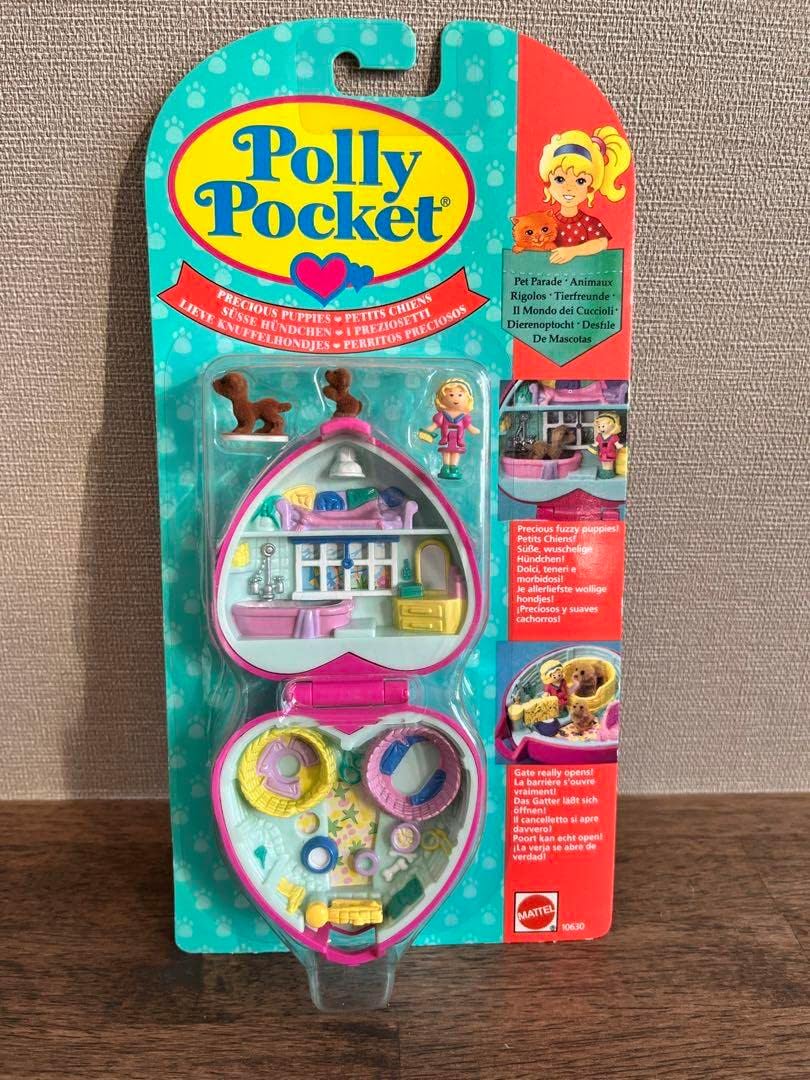 Polly
Pocket®
PRECIOUS PUPPIES ♥ PETITS CHIENS
SÜSSE HÜNDCHEN ♥ I PREZIOSETTI
LIEVE KNUFFELHONDJES ♥ PERRITOS PRECIOSOS
Pet Parade · Animaux
Rigolos · Tierfreunde ·
Il Mondo dei Cuccioli ·
Dierenoptocht · Desfile
De Mascotas
Precious fuzzy puppies!
Petits Chiens!
Süße, wuschelige
Hündchen!
Dolci, teneri e
morbidosi!
Je allerliefste wollige
hondjes!
¡Preciosos y suaves
cachorros!
Gate really opens!
La barrière s'ouvre
vraiment!
Das Gatter läßt sich
öffnen!
Il cancelletto si apre
davvero!
Poort kan echt open!
¡La verja se abre de
verdad!
MATTEL
10630